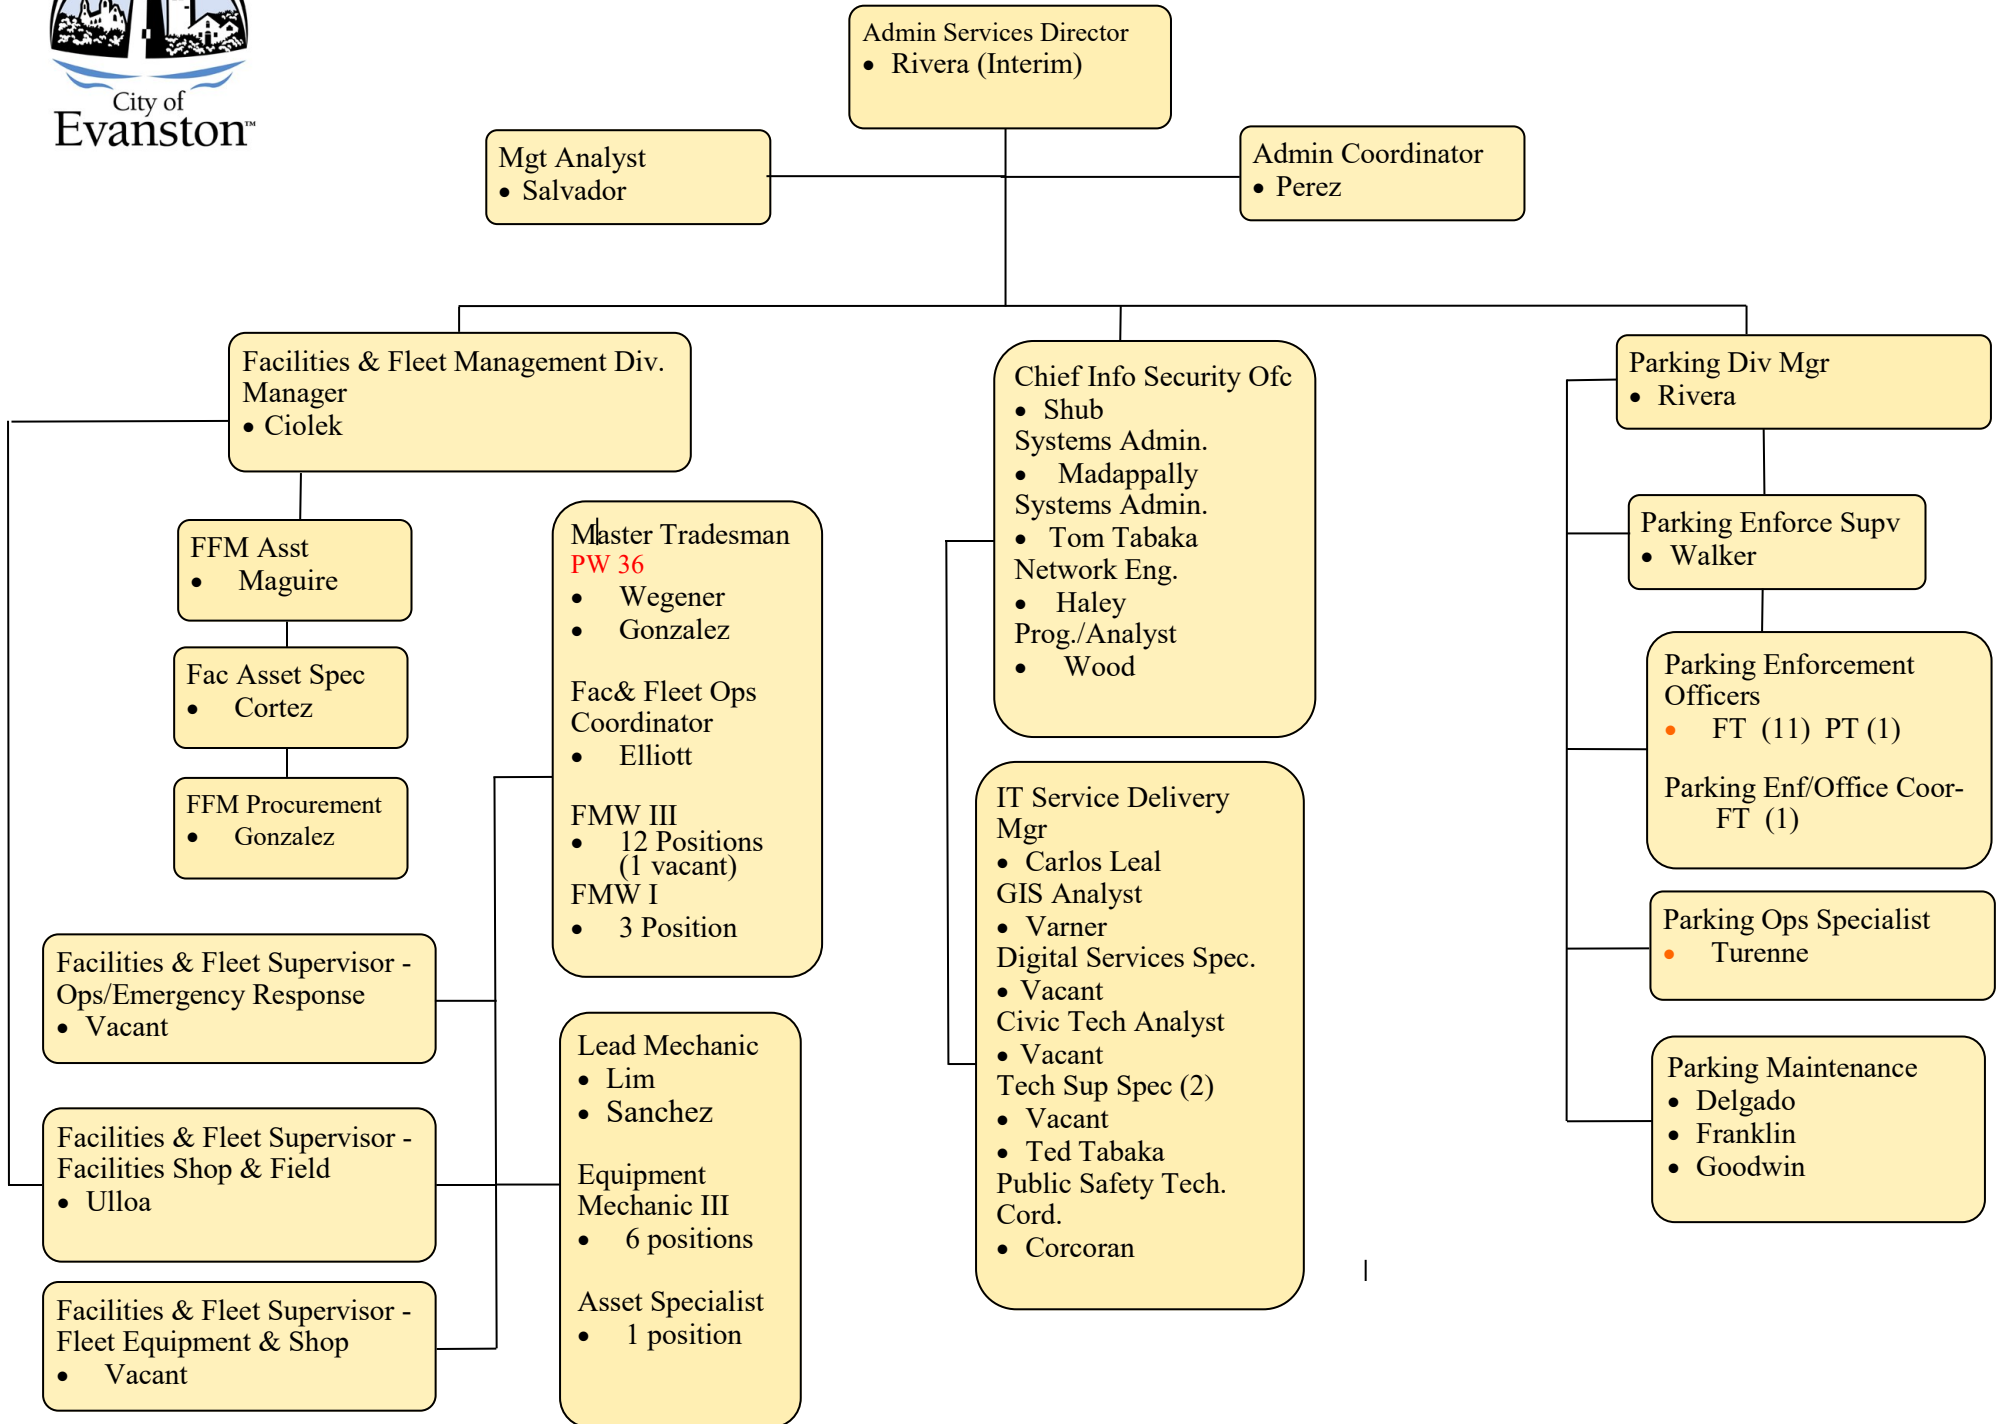 City of
Evanston™
Admin Services Director
• Rivera (Interim)
Mgt Analyst
• Salvador
Admin Coordinator
• Perez
Facilities & Fleet Management Div.
Manager
• Ciolek
FFM Asst
• Maguire
Fac Asset Spec
• Cortez
FFM Procurement
• Gonzalez
Facilities & Fleet Supervisor -
Ops/Emergency Response
• Vacant
Facilities & Fleet Supervisor -
Facilities Shop & Field
• Ulloa
Facilities & Fleet Supervisor -
Fleet Equipment & Shop
• Vacant
Master Tradesman
PW 36
• Wegener
• Gonzalez
Fac& Fleet Ops
Coordinator
• Elliott
FMW III
• 12 Positions
(1 vacant)
FMW I
• 3 Position
Lead Mechanic
• Lim
• Sanchez
Equipment
Mechanic III
• 6 positions
Asset Specialist
• 1 position
Chief Info Security Ofc
• Shub
Systems Admin.
• Madappally
Systems Admin.
• Tom Tabaka
Network Eng.
• Haley
Prog./Analyst
• Wood
IT Service Delivery
Mgr
• Carlos Leal
GIS Analyst
• Varner
Digital Services Spec.
• Vacant
Civic Tech Analyst
• Vacant
Tech Sup Spec (2)
• Vacant
• Ted Tabaka
Public Safety Tech.
Cord.
• Corcoran
Parking Div Mgr
• Rivera
Parking Enforce Supv
• Walker
Parking Enforcement
Officers
• FT (11) PT (1)
Parking Enf/Office Coor-
FT (1)
Parking Ops Specialist
• Turenne
Parking Maintenance
• Delgado
• Franklin
• Goodwin